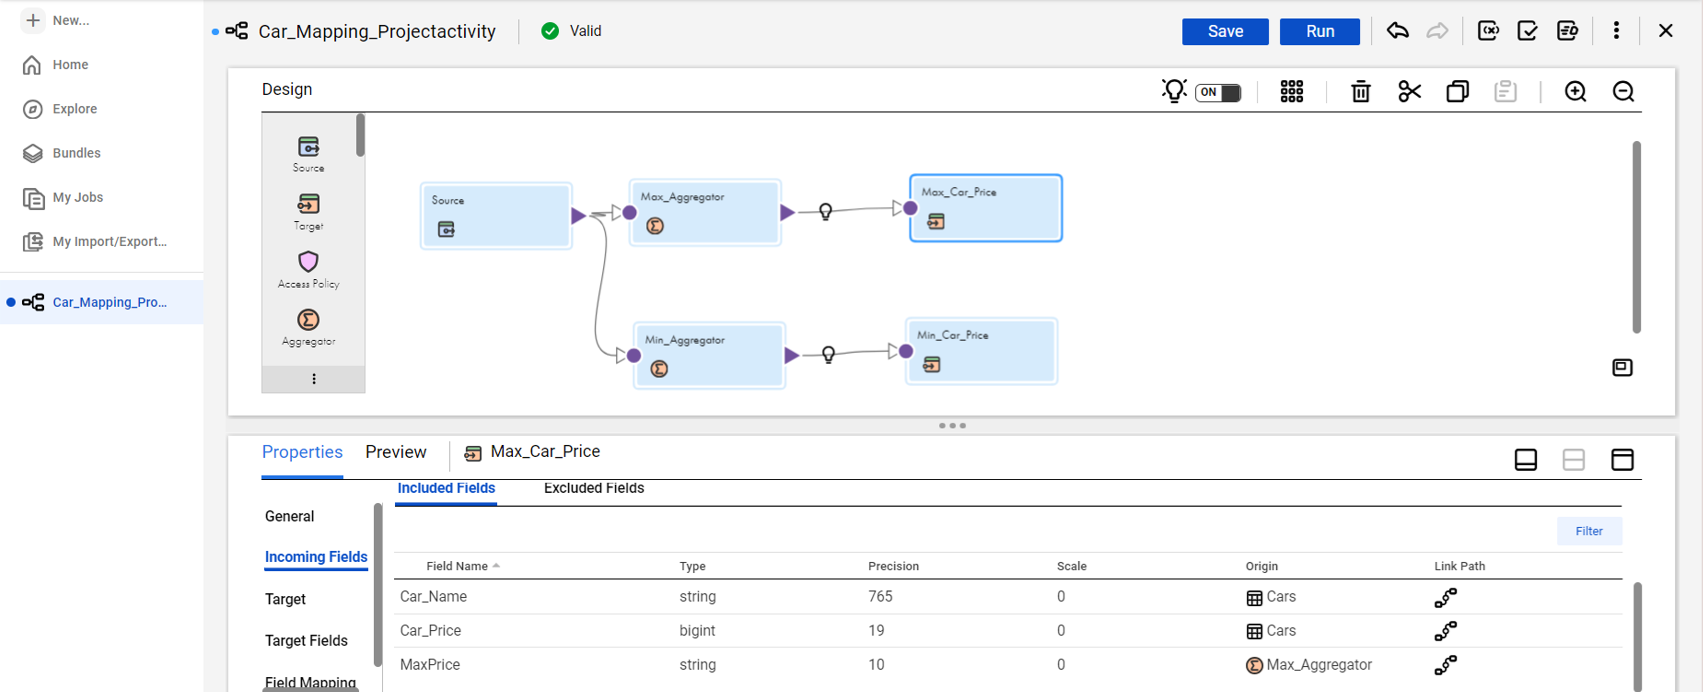 New...
Home
Explore
Bundles
My Jobs
My Import/Export...
Car_Mapping_Pro...
Car_Mapping_Projectactivity
Valid
Save
Run
Design
ON
Source
Target
Access Policy
Aggregator
Source
Max_Aggregator
Max_Car_Price
Min_Aggregator
Min_Car_Price
Properties
Preview
Max_Car_Price
General
Incoming Fields
Target
Target Fields
Field Mapping
Included Fields
Excluded Fields
Filter
Field Name Type Precision Scale Origin Link Path
Car_Name string 765 0 Cars
Car_Price bigint 19 0 Cars
MaxPrice string 10 0 Max_Aggregator